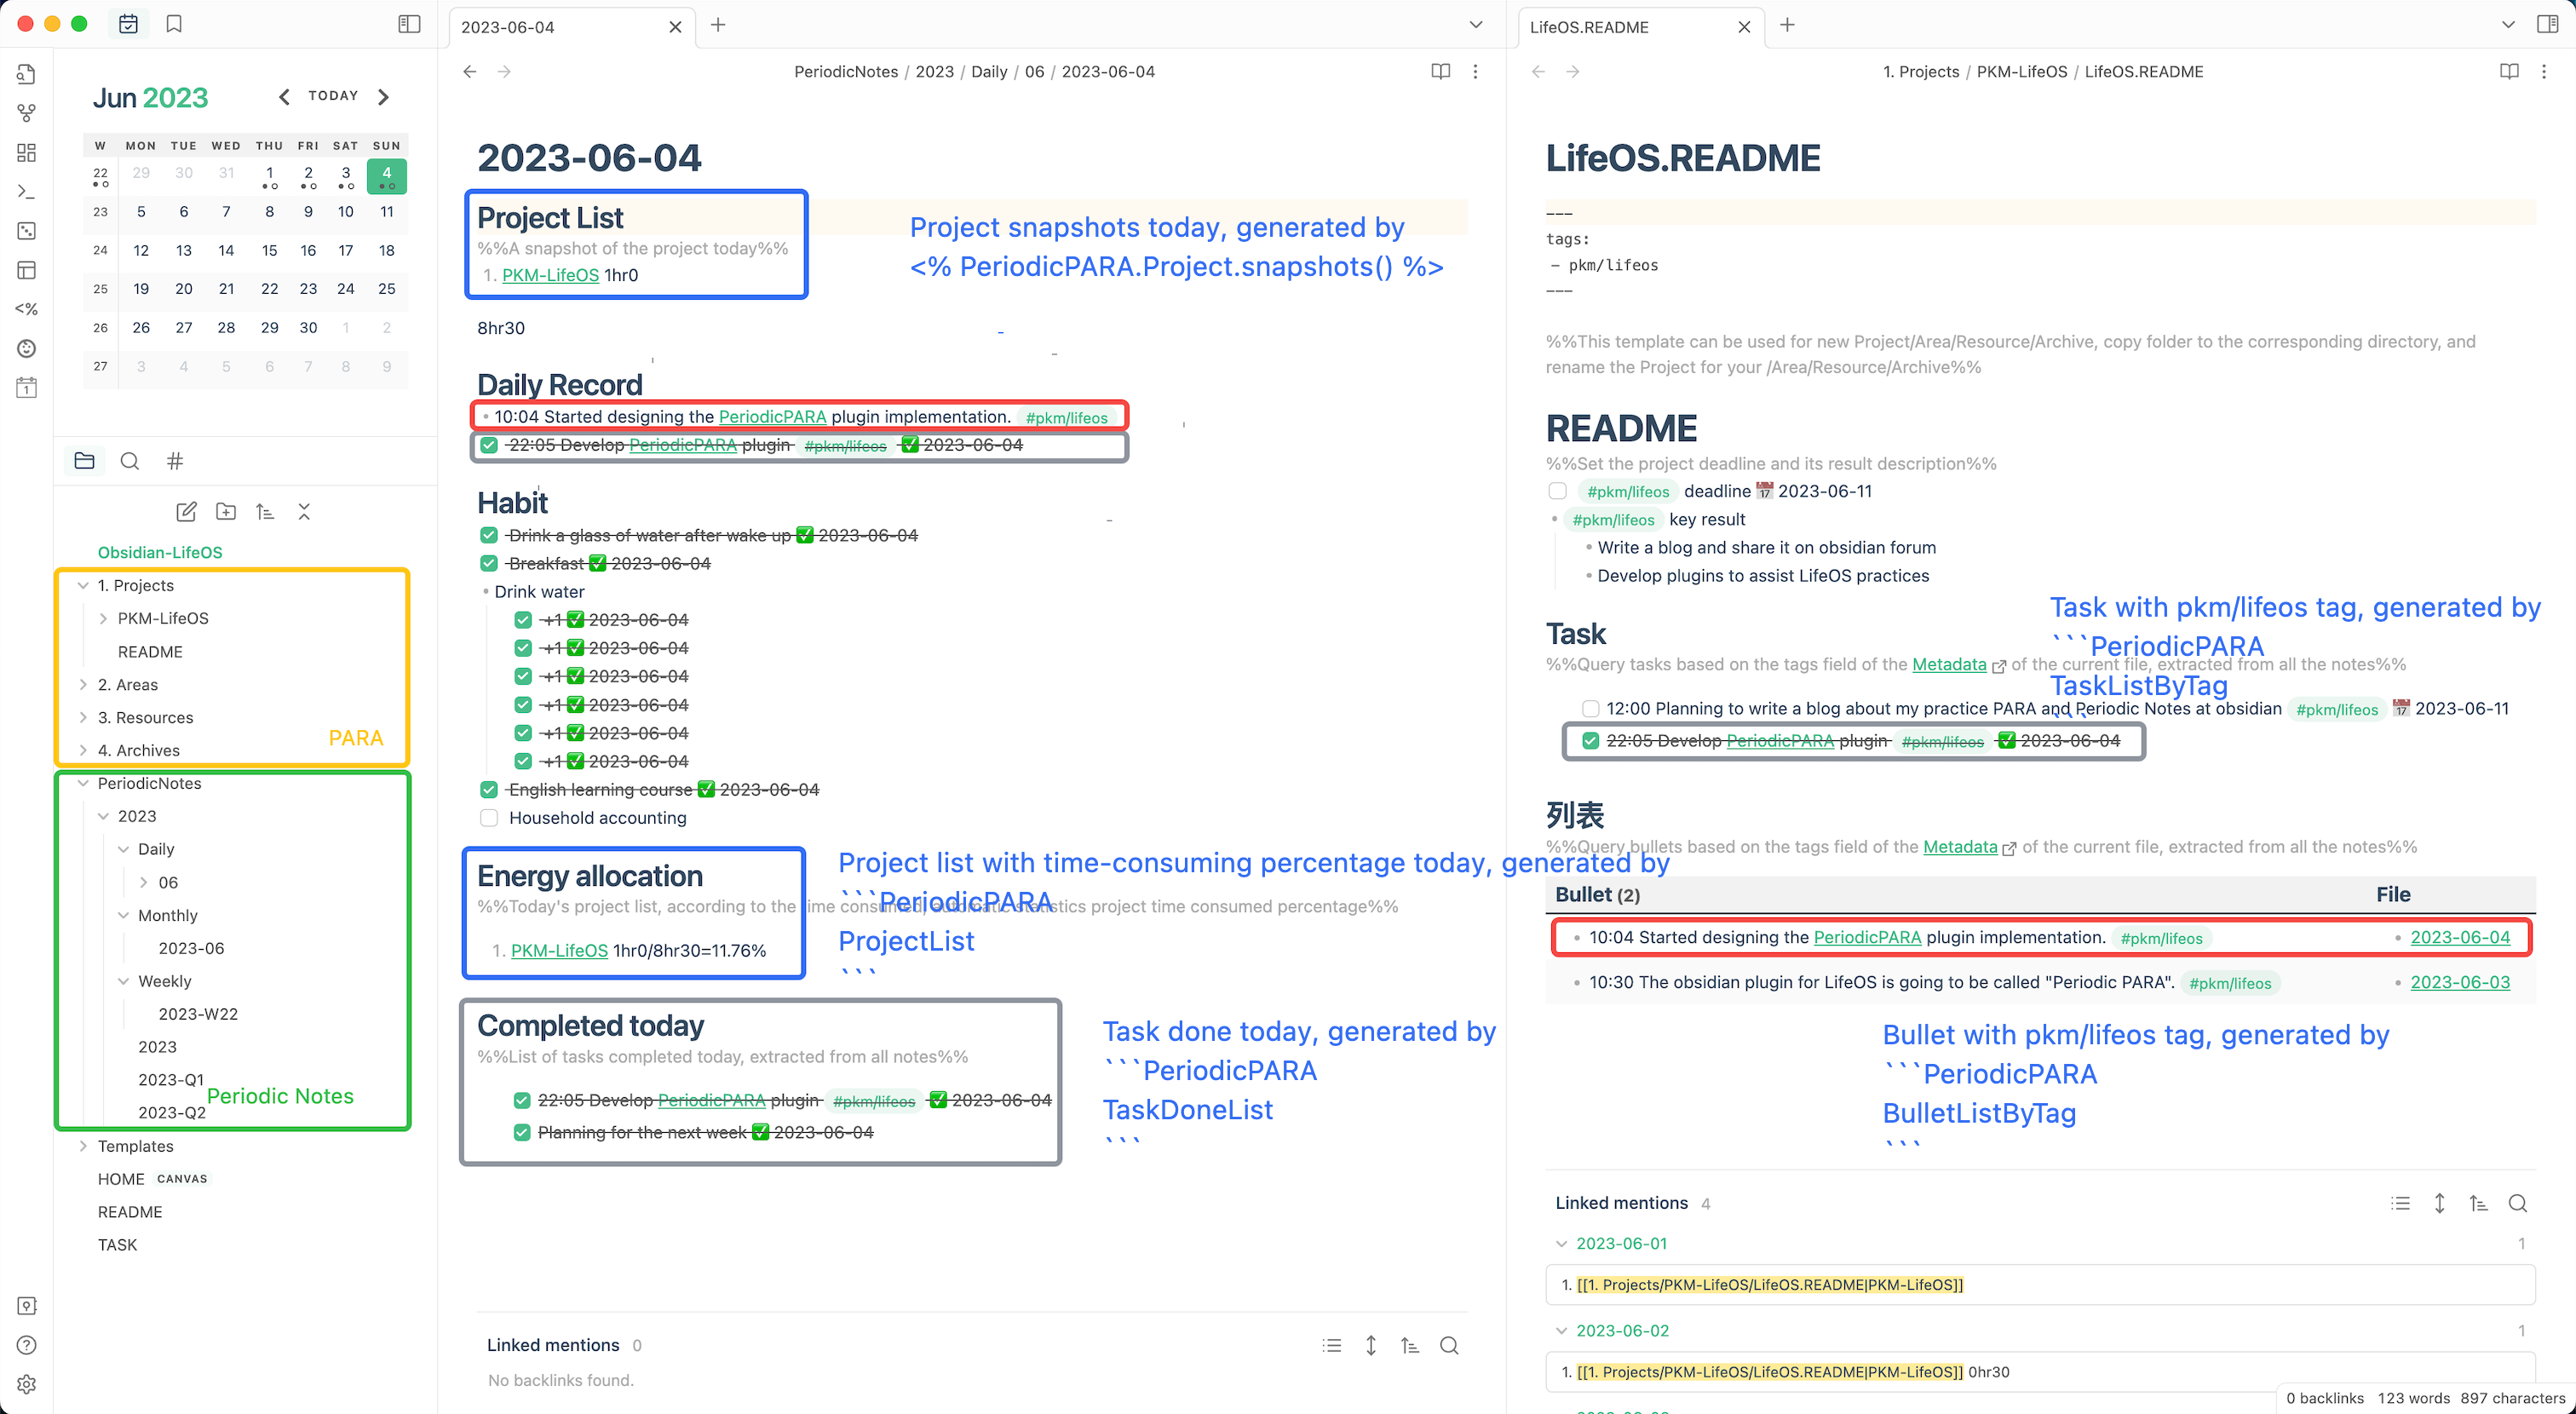 Jun 2023
TODAY
W MON TUE WED THU FRI SAT SUN
22 29 30 31 1 2 3 4
23 5 6 7 8 9 10 11
24 12 13 14 15 16 17 18
25 19 20 21 22 23 24 25
26 26 27 28 29 30 1 2
27 3 4 5 6 7 8 9
<%
1
#
Obsidian-LifeOS
1. Projects
PKM-LifeOS
README
2. Areas
3. Resources
4. Archives
PARA
PeriodicNotes
2023
Daily
06
Monthly
2023-06
Weekly
2023-W22
2023
2023-Q1
2023-Q2
Periodic Notes
Templates
HOME CANVAS
README
TASK
2023-06-04
PeriodicNotes / 2023 / Daily / 06 / 2023-06-04
2023-06-04
Project List
%%A snapshot of the project today%%
1. PKM-LifeOS 1hr0
Project snapshots today, generated by
<% PeriodicPARA.Project.snapshots() %>
8hr30
Daily Record
10:04 Started designing the PeriodicPARA plugin implementation. #pkm/lifeos
22:05 Develop PeriodicPARA plugin #pkm/lifeos ✅ 2023-06-04
Habit
Drink a glass of water after wake up ✅ 2023-06-04
Breakfast ✅ 2023-06-04
Drink water
+1 ✅ 2023-06-04
+1 ✅ 2023-06-04
+1 ✅ 2023-06-04
+1 ✅ 2023-06-04
+1 ✅ 2023-06-04
+1 ✅ 2023-06-04
English learning course ✅ 2023-06-04
Household accounting
Energy allocation
%%Today's project list, according to the time consumed, automatic statistics project time consumed percentage%%
1. PKM-LifeOS 1hr0/8hr30=11.76%
Project list with time-consuming percentage today, generated by
```PeriodicPARA
ProjectList
```
Completed today
%%List of tasks completed today, extracted from all notes%%
22:05 Develop PeriodicPARA plugin #pkm/lifeos ✅ 2023-06-04
Planning for the next week ✅ 2023-06-04
Task done today, generated by
```PeriodicPARA
TaskDoneList
```
Linked mentions 0
No backlinks found.
LifeOS.README
1. Projects / PKM-LifeOS / LifeOS.README
LifeOS.README
---
tags:
- pkm/lifeos
---
%%This template can be used for new Project/Area/Resource/Archive, copy folder to the corresponding directory, and
rename the Project for your /Area/Resource/Archive%%
README
%%Set the project deadline and its result description%%
#pkm/lifeos deadline 📅 2023-06-11
#pkm/lifeos key result
Write a blog and share it on obsidian forum
Develop plugins to assist LifeOS practices
Task with pkm/lifeos tag, generated by
```PeriodicPARA
TaskListByTag
```
Task
%%Query tasks based on the tags field of the Metadata of the current file, extracted from all the notes%%
12:00 Planning to write a blog about my practice PARA and Periodic Notes at obsidian #pkm/lifeos 📅 2023-06-11
22:05 Develop PeriodicPARA plugin #pkm/lifeos ✅ 2023-06-04
列表
%%Query bullets based on the tags field of the Metadata of the current file, extracted from all the notes%%
Bullet (2) File
10:04 Started designing the PeriodicPARA plugin implementation. #pkm/lifeos 2023-06-04
10:30 The obsidian plugin for LifeOS is going to be called "Periodic PARA". #pkm/lifeos 2023-06-03
Bullet with pkm/lifeos tag, generated by
```PeriodicPARA
BulletListByTag
```
Linked mentions 4
2023-06-01 1
1. [[1. Projects/PKM-LifeOS/LifeOS.README|PKM-LifeOS]]
2023-06-02 1
1. [[1. Projects/PKM-LifeOS/LifeOS.README|PKM-LifeOS]] 0hr30
0 backlinks 123 words 897 characters